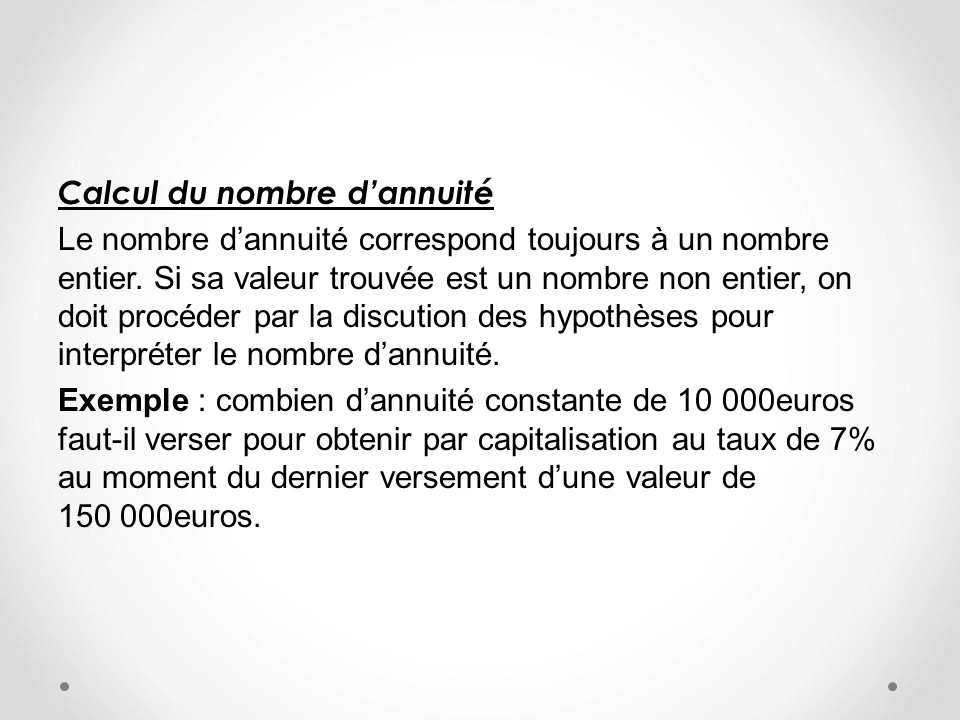 Calcul du nombre d’annuité
Le nombre d’annuité correspond toujours à un nombre
entier. Si sa valeur trouvée est un nombre non entier, on
doit procéder par la discution des hypothèses pour
interpréter le nombre d’annuité.
Exemple : combien d’annuité constante de 10 000euros
faut-il verser pour obtenir par capitalisation au taux de 7%
au moment du dernier versement d’une valeur de
150 000euros.